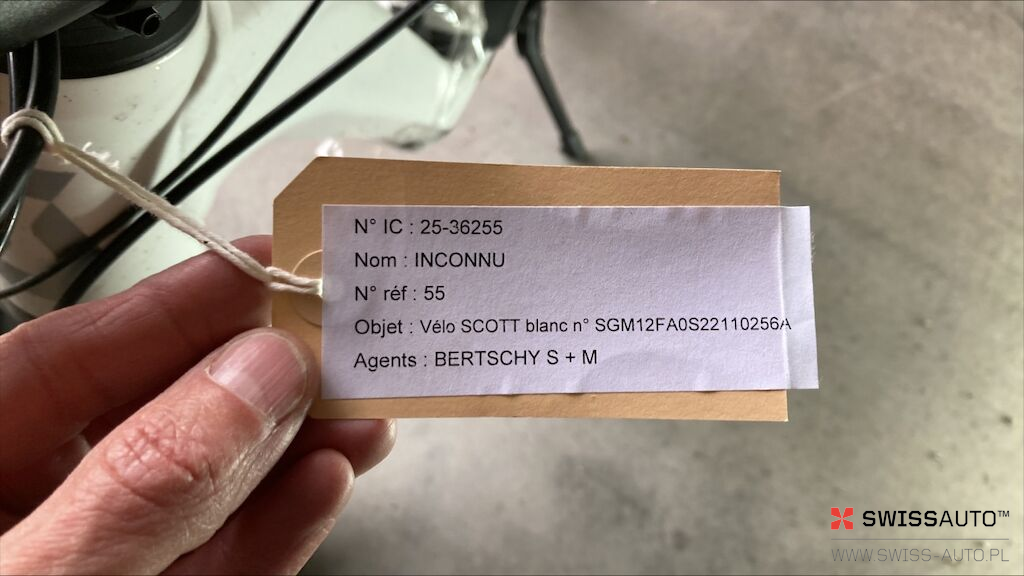 N° IC : 25-36255
Nom : INCONNU
N° réf : 55
Objet : Vélo SCOTT blanc n° SGM12FA0S22110256A
Agents : BERTSCHY S + M
SWISSAUTO™
WWW.SWISS-AUTO.PL